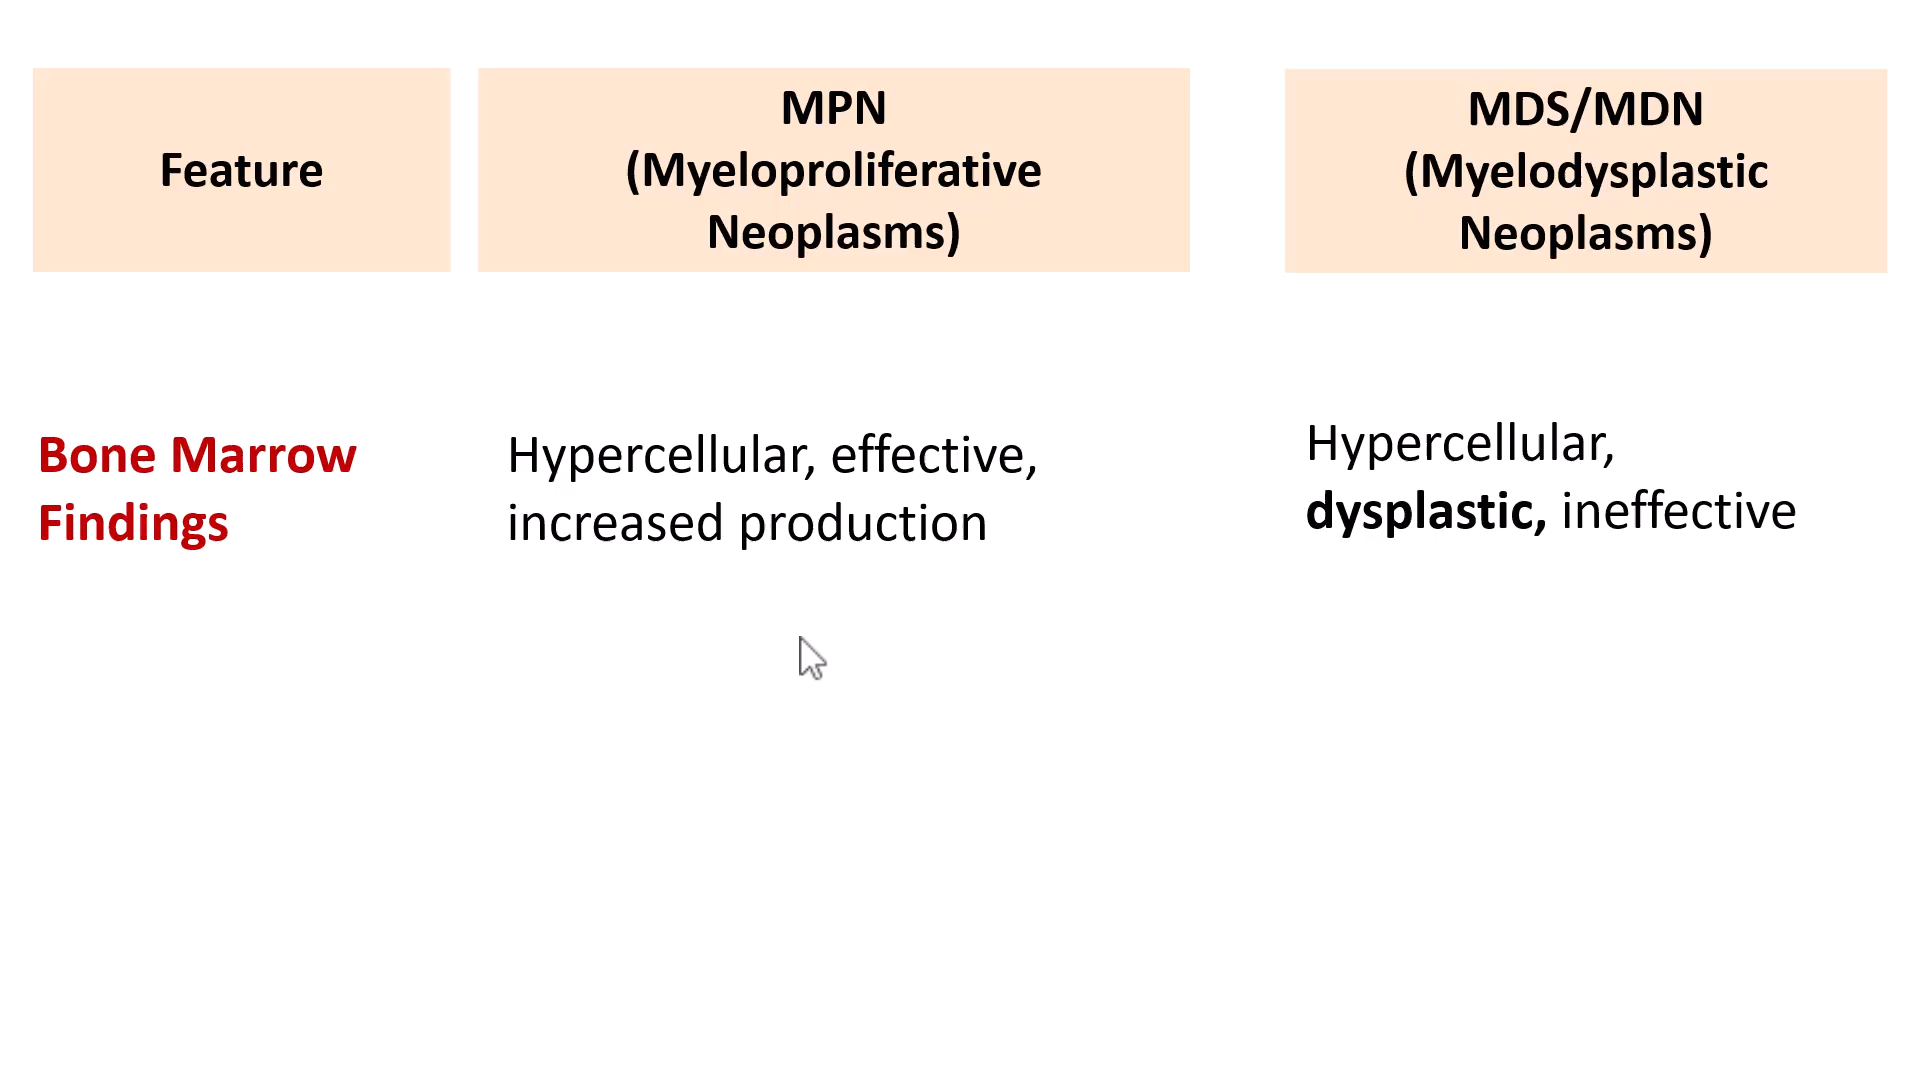 Feature
MPN
(Myeloproliferative
Neoplasms)
MDS/MDN
(Myelodysplastic
Neoplasms)
Bone Marrow
Findings
Hypercellular, effective,
increased production
Hypercellular,
dysplastic, ineffective